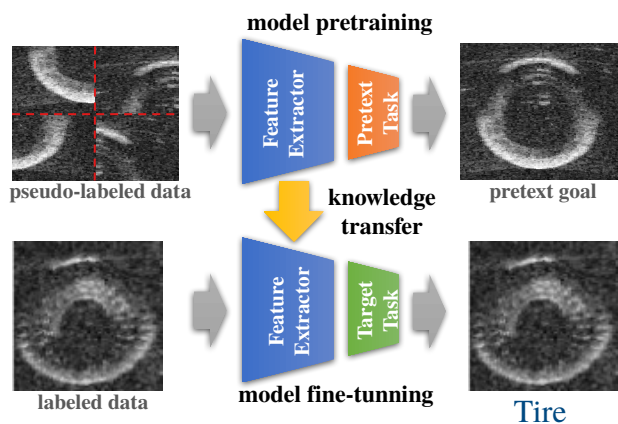 model pretraining
Feature
Extractor
Pretext
Task
pseudo-labeled data
pretext goal
knowledge
transfer
Feature
Extractor
Target
Task
labeled data
model fine-tunning
Tire